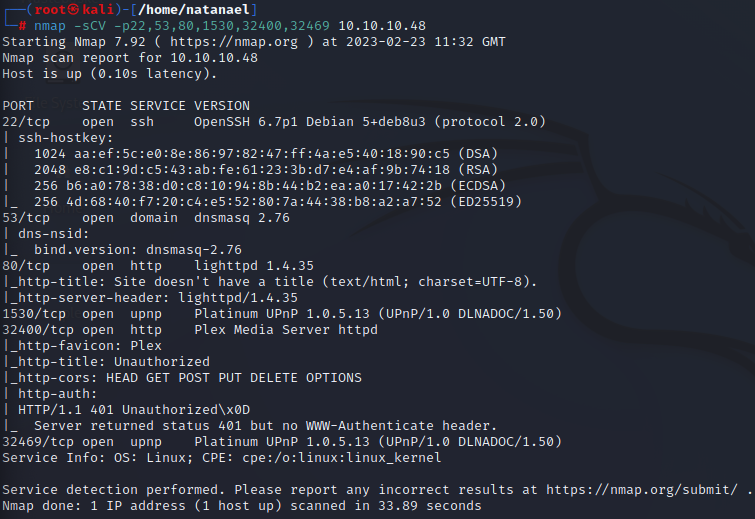 ┌──(root㉿kali)-[/home/natanael]
└─# nmap -sCV -p22,53,80,1530,32400,32469 10.10.10.48
Starting Nmap 7.92 ( https://nmap.org ) at 2023-02-23 11:32 GMT
Nmap scan report for 10.10.10.48
Host is up (0.10s latency).

PORT      STATE SERVICE VERSION
22/tcp    open  ssh     OpenSSH 6.7p1 Debian 5+deb8u3 (protocol 2.0)
| ssh-hostkey:
|   1024 aa:ef:5c:e0:8e:86:97:82:47:ff:4a:e5:40:18:90:c5 (DSA)
|   2048 e8:c1:9d:c5:43:ab:fe:61:23:3b:d7:e4:af:9b:74:18 (RSA)
|   256 b6:a0:78:38:d0:c8:10:94:8b:44:b2:ea:a0:17:42:2b (ECDSA)
|_  256 4d:68:40:f7:20:c4:e5:52:80:7a:44:38:b8:a2:a7:52 (ED25519)
53/tcp    open  domain  dnsmasq 2.76
| dns-nsid:
|_  bind.version: dnsmasq-2.76
80/tcp    open  http    lighttpd 1.4.35
|_http-title: Site doesn't have a title (text/html; charset=UTF-8).
|_http-server-header: lighttpd/1.4.35
1530/tcp  open  upnp    Platinum UPnP 1.0.5.13 (UPnP/1.0 DLNADOC/1.50)
32400/tcp open  http    Plex Media Server httpd
|_http-favicon: Plex
|_http-title: Unauthorized
|_http-cors: HEAD GET POST PUT DELETE OPTIONS
| http-auth:
| HTTP/1.1 401 Unauthorized\x0D
|_  Server returned status 401 but no WWW-Authenticate header.
32469/tcp open  upnp    Platinum UPnP 1.0.5.13 (UPnP/1.0 DLNADOC/1.50)
Service Info: OS: Linux; CPE: cpe:/o:linux:linux_kernel

Service detection performed. Please report any incorrect results at https://nmap.org/submit/ .
Nmap done: 1 IP address (1 host up) scanned in 33.89 seconds